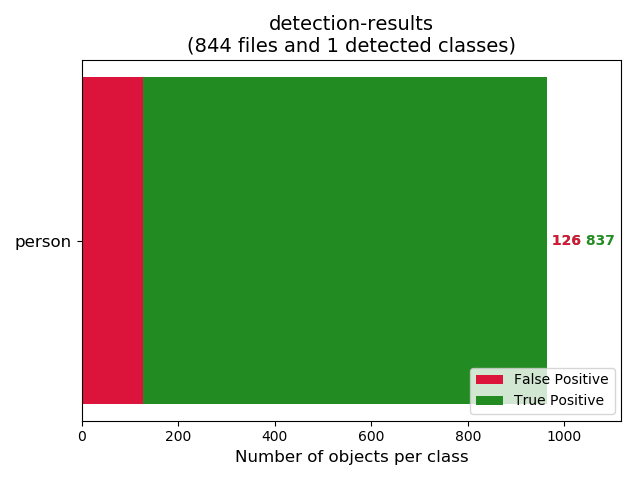 detection-results
(844 files and 1 detected classes)
person
126 837
False Positive
True Positive
0 200 400 600 800 1000
Number of objects per class